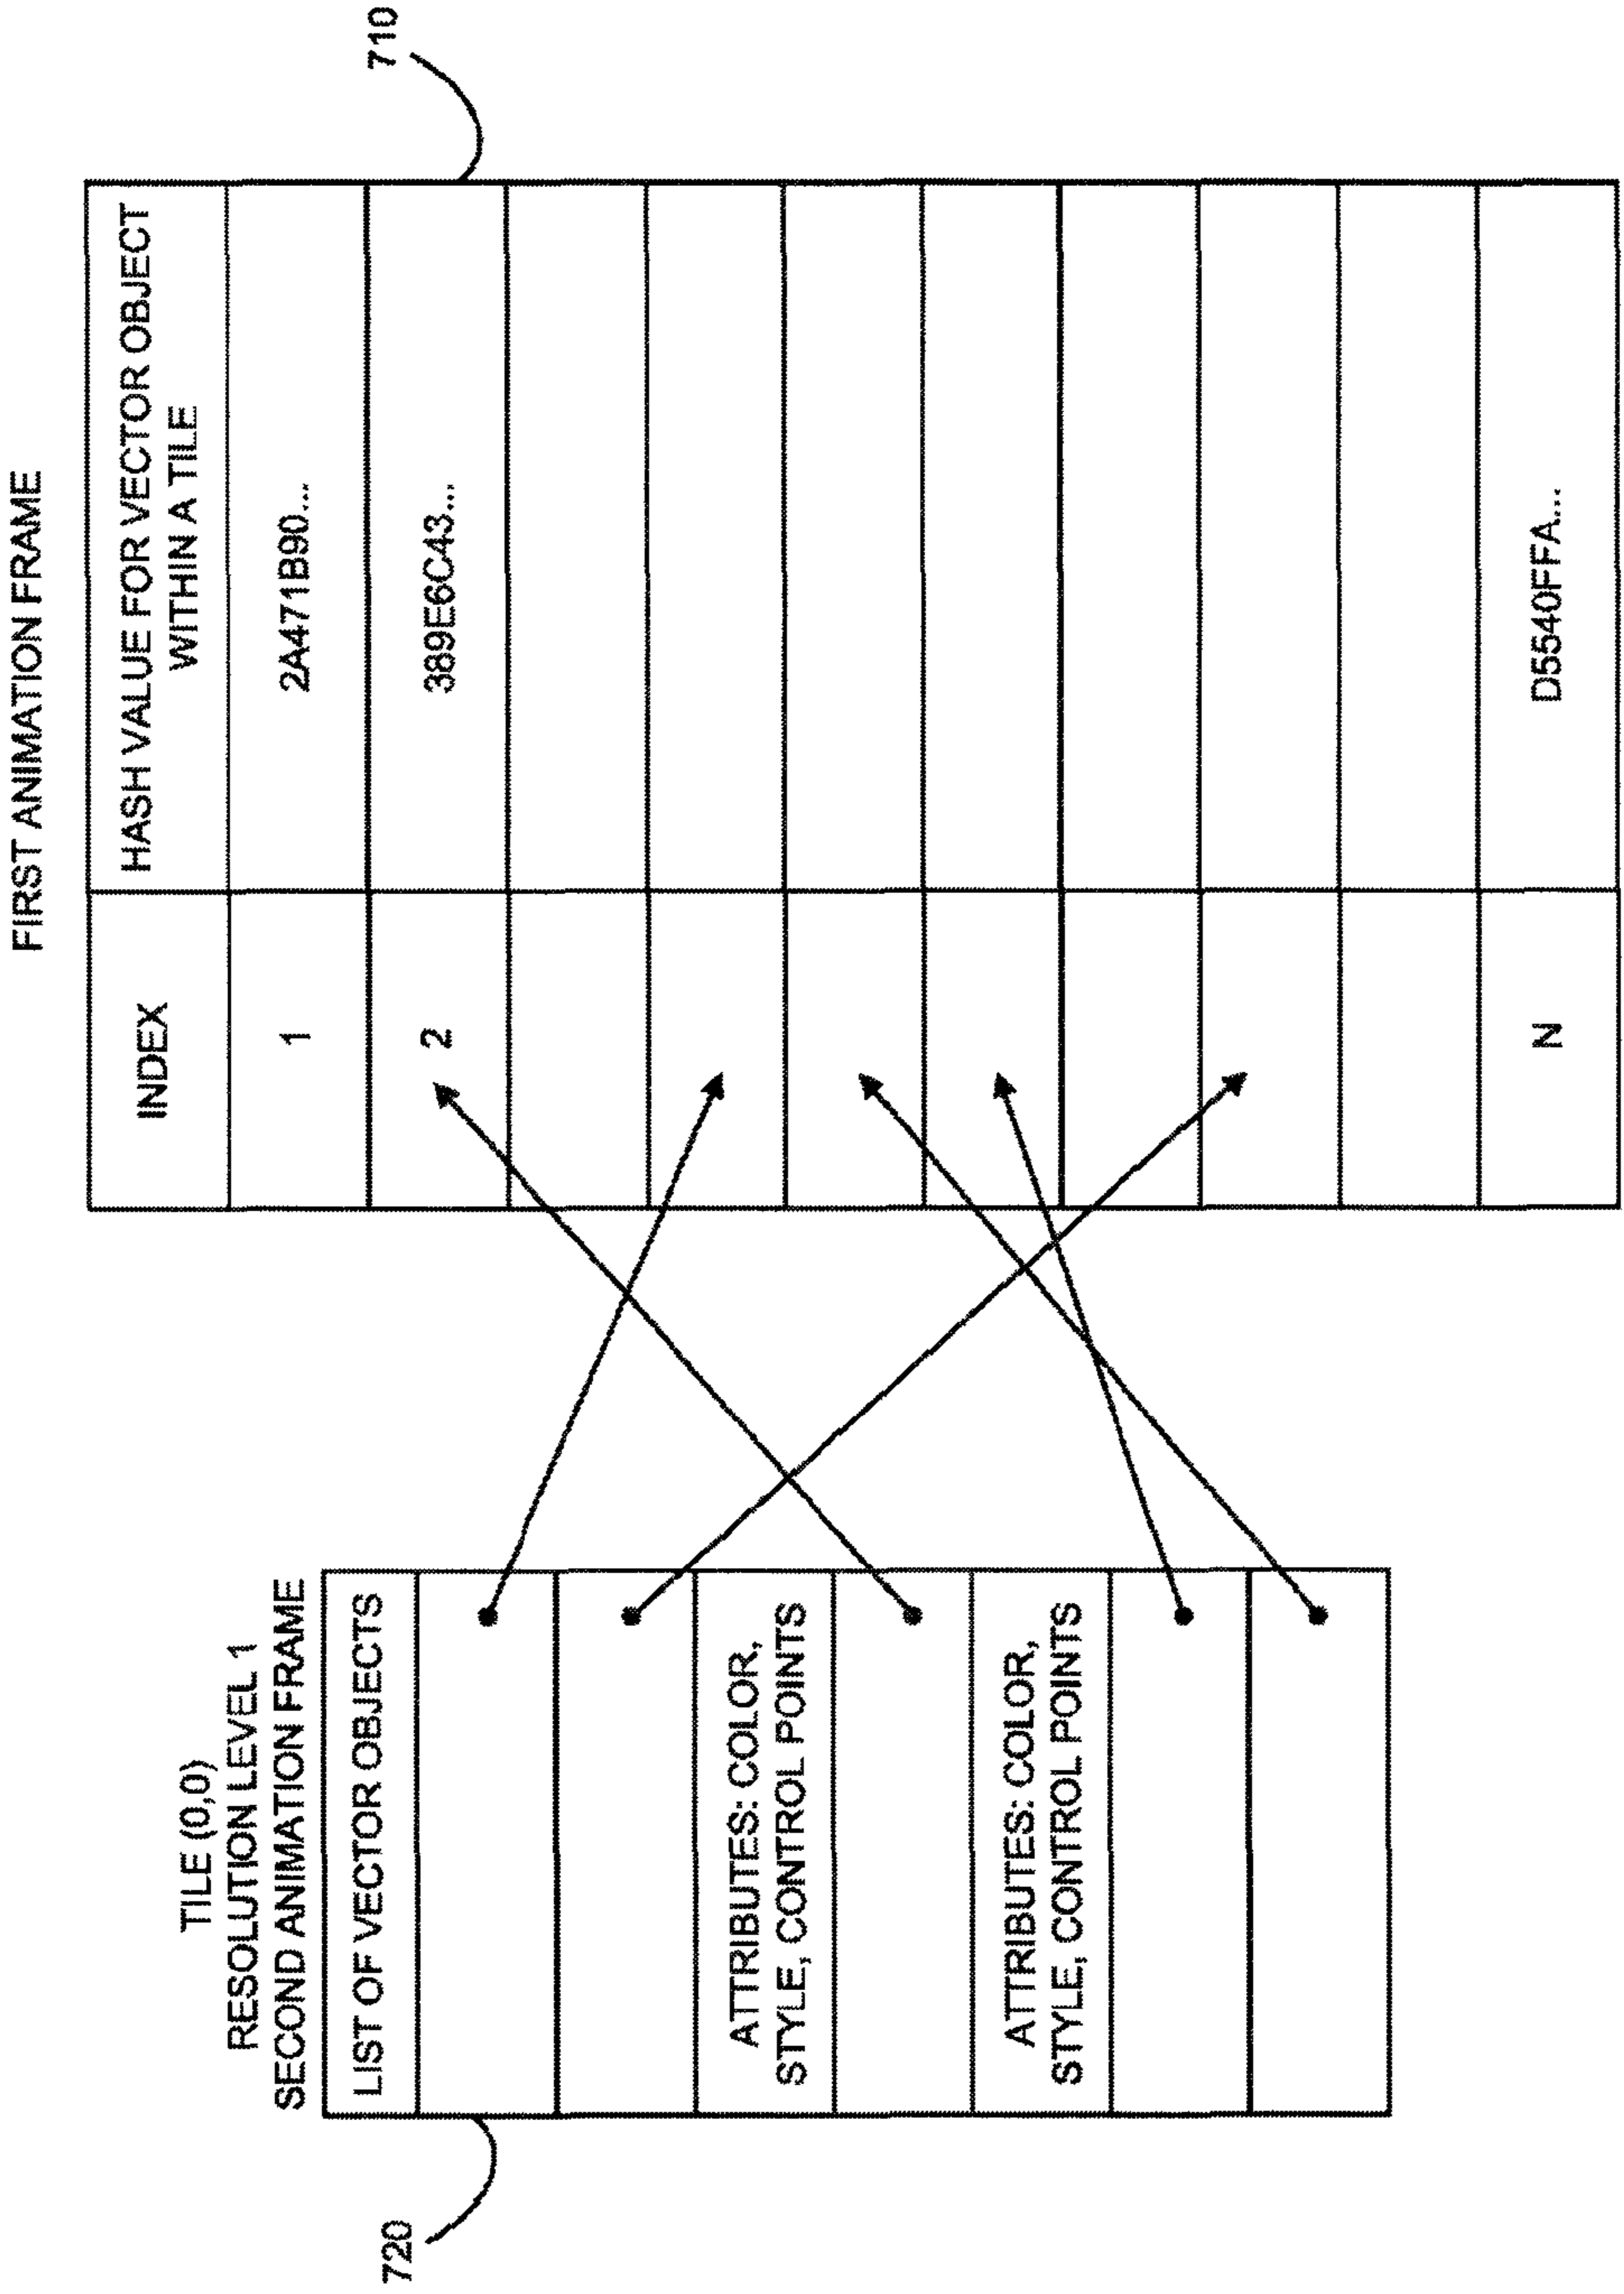 TILE (0,0)
RESOLUTION LEVEL 1
SECOND ANIMATION FRAME
LIST OF VECTOR OBJECTS
ATTRIBUTES: COLOR,
STYLE, CONTROL POINTS
ATTRIBUTES: COLOR,
STYLE, CONTROL POINTS
720
FIRST ANIMATION FRAME
INDEX
HASH VALUE FOR VECTOR OBJECT
WITHIN A TILE
1
2A471B90...
2
389E6C43...
N
D5540FFA...
710